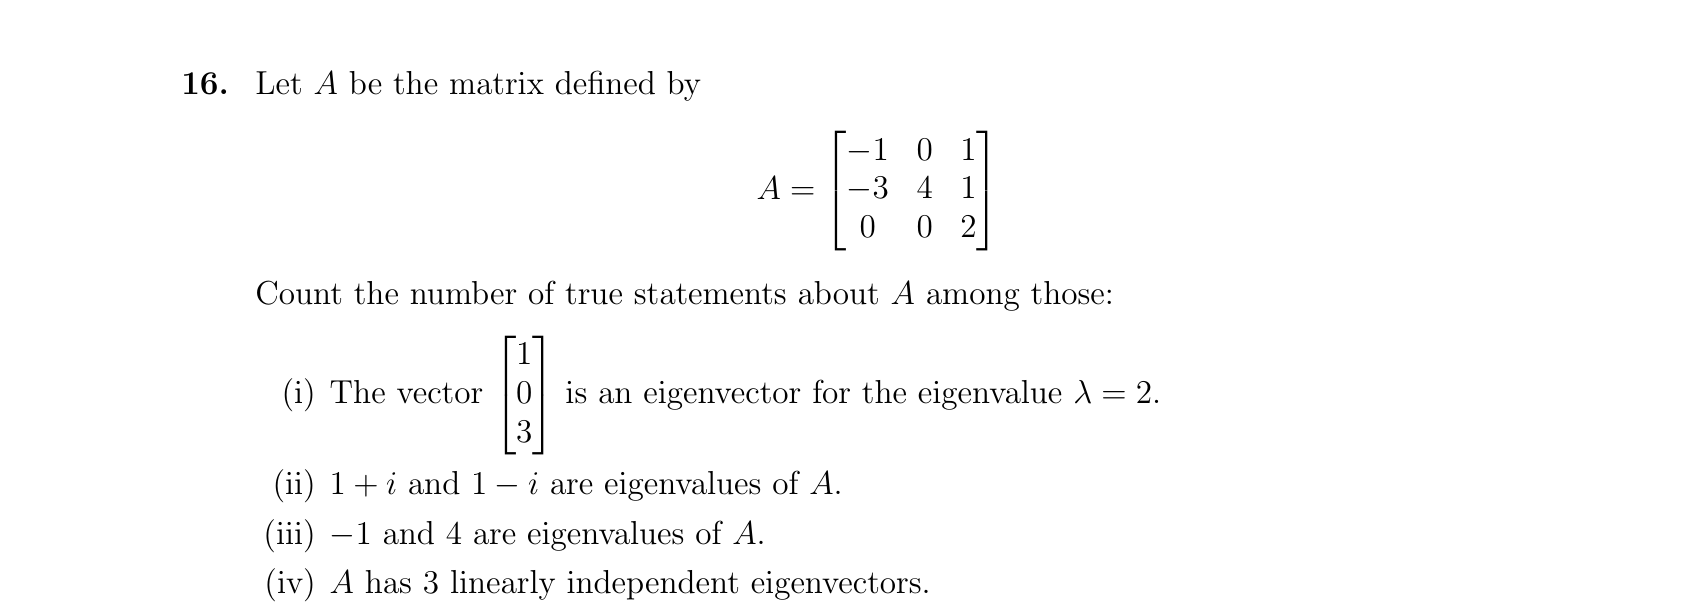 16. Let A be the matrix defined by
A = \begin{bmatrix} -1 & 0 & 1 \\ -3 & 4 & 1 \\ 0 & 0 & 2 \end{bmatrix}
Count the number of true statements about A among those:
(i) The vector \begin{bmatrix} 1 \\ 0 \\ 3 \end{bmatrix} is an eigenvector for the eigenvalue λ = 2.
(ii) 1 + i and 1 − i are eigenvalues of A.
(iii) −1 and 4 are eigenvalues of A.
(iv) A has 3 linearly independent eigenvectors.